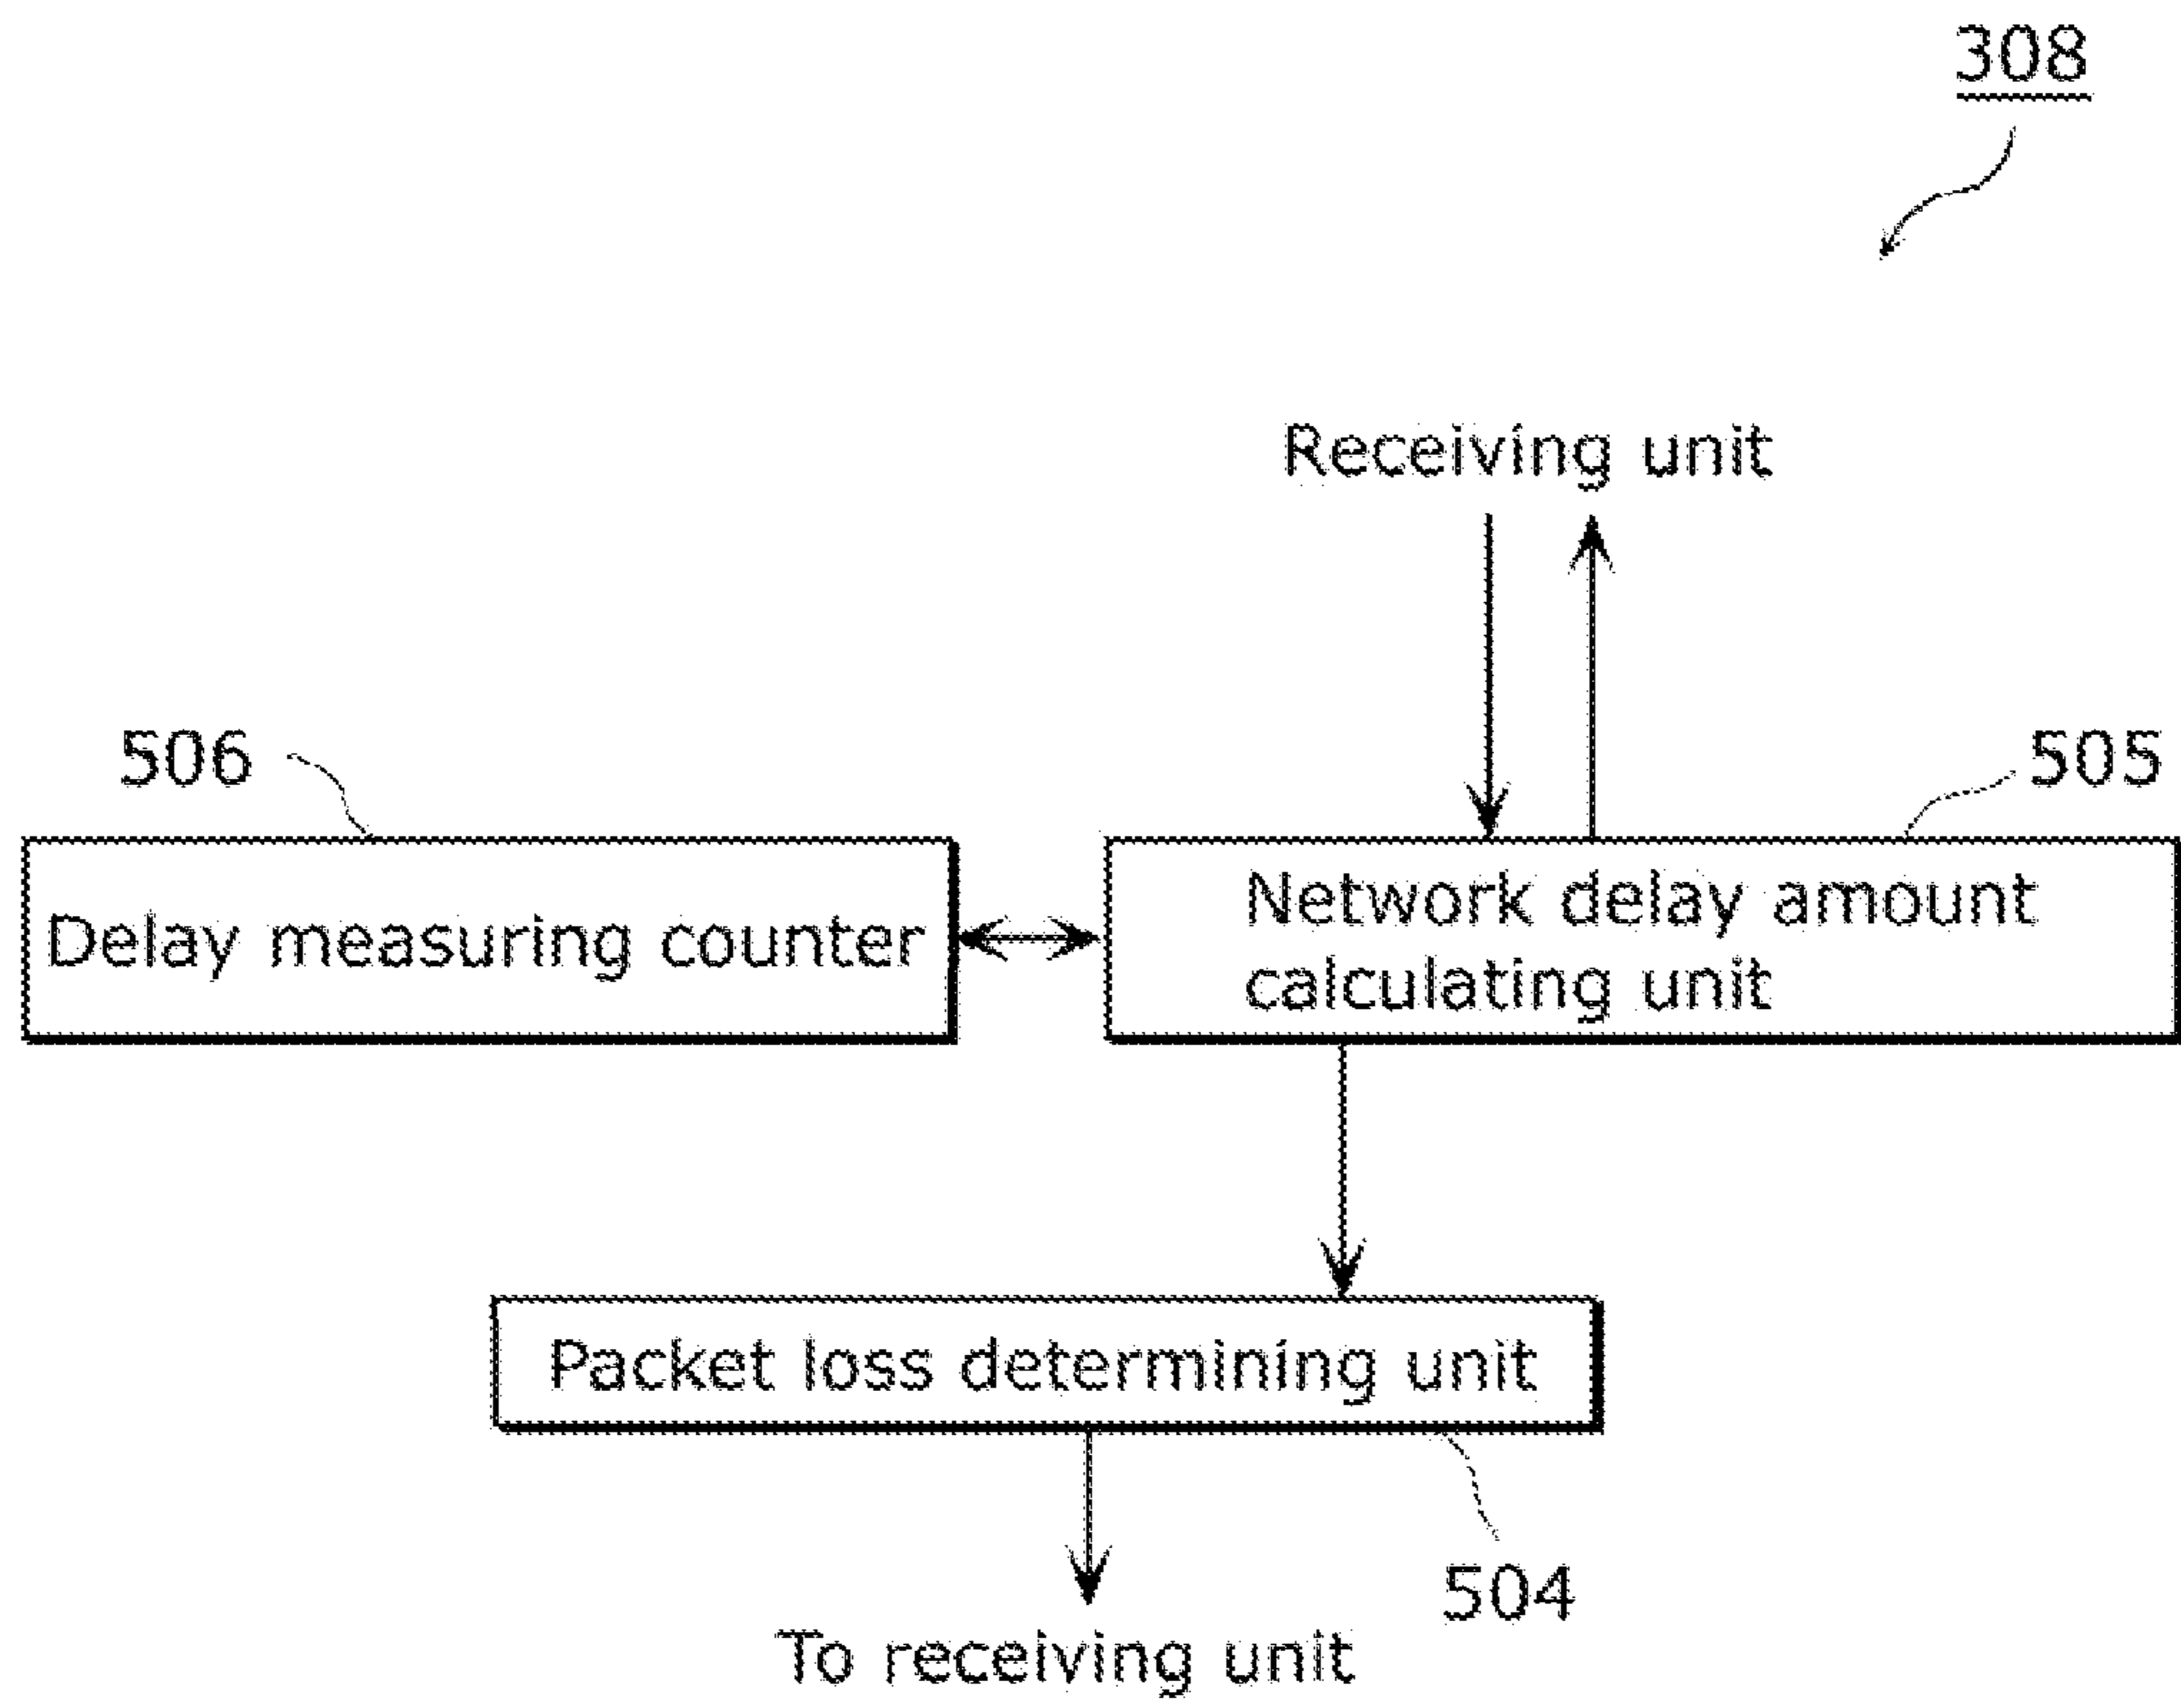 308
Receiving unit
506
505
Delay measuring counter
Network delay amount
calculating unit
Packet loss determining unit
504
To receiving unit